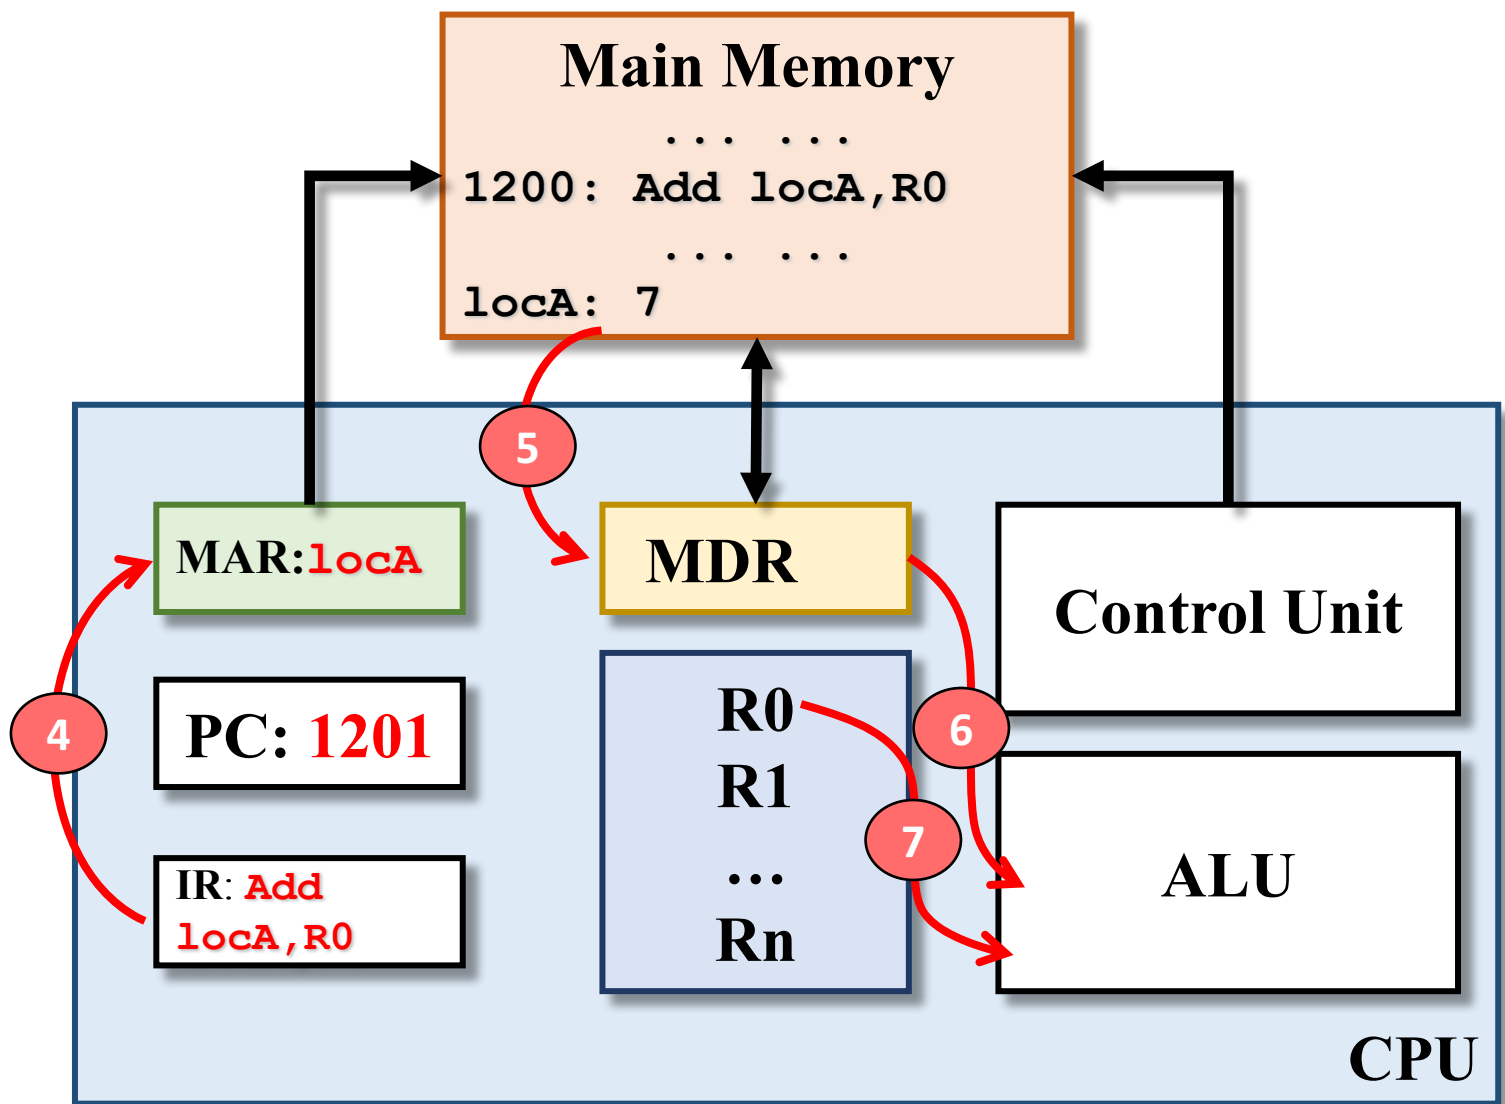 Main Memory
... ...
1200: Add locA,R0
... ...
locA: 7
5
MAR:locA
MDR
Control Unit
4
PC: 1201
R0
R1
...
Rn
6
7
IR: Add
locA,R0
ALU
CPU